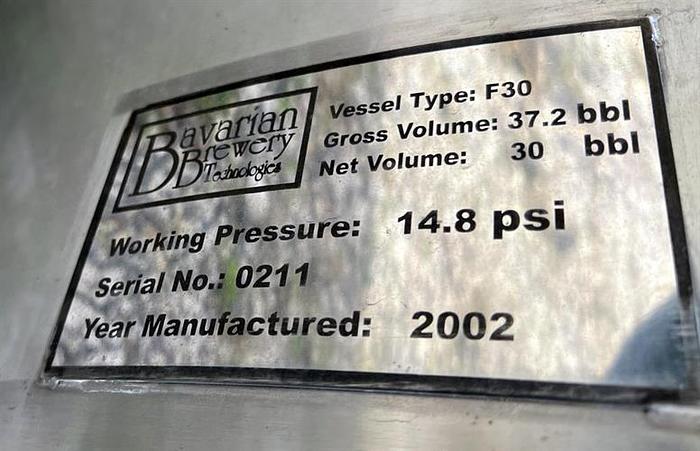 Bavarian
Brewery
Technologies
Vessel Type: F30
Gross Volume: 37.2 bbl
Net Volume: 30 bbl
Working Pressure: 14.8 psi
Serial No.: 0211
Year Manufactured: 2002